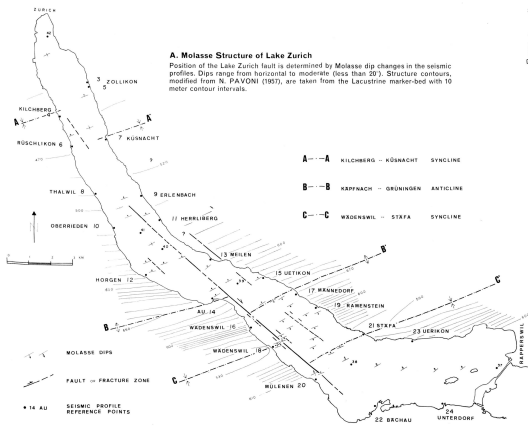 ZURICH
A. Molasse Structure of Lake Zurich
Position of the Lake Zurich fault is determined by Molasse dip changes in the seismic
profiles. Dips range from horizontal to moderate (less than 20°). Structure contours,
modified from N. PAVONI (1957), are taken from the Lacustrine marker-bed with 10
meter contour intervals.
3 ZOLLIKON
5
KILCHBERG
4
A
A'
7 KÜSNACHT
RÜSCHLIKON 6
A---A KILCHBERG -- KÜSNACHT SYNCLINE
THALWIL 8
9 ERLENBACH
B---B KÄPFNACH -- GRÜNINGEN ANTICLINE
11 HERRLIBERG
C---C WÄDENSWIL -- STÄFA SYNCLINE
OBERRIEDEN 10
?
B'
13 MEILEN
15 UETIKON
HORGEN 12
17 MÄNNEDORF
C'
19 RAWENSTEIN
AU 14
B
WÄDENSWIL 16
21 STÄFA
23 UERIKON
RAPPERSWIL
MOLASSE DIPS
WÄDENSWIL 18
FAULT or FRACTURE ZONE
C
MÜLENEN 20
• 14 AU SEISMIC PROFILE
REFERENCE POINTS
22 BÄCHAU
24
UNTERDORF